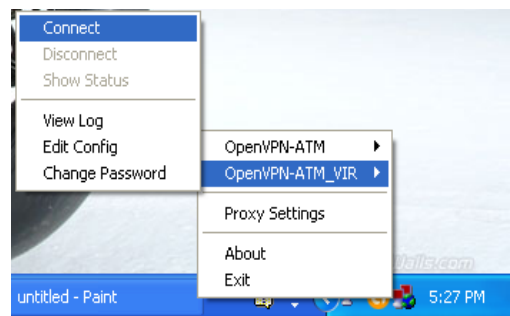 Connect
Disconnect
Show Status
View Log
Edit Config
Change Password
OpenVPN-ATM
OpenVPN-ATM_VIR
Proxy Settings
About
Exit
untitled - Paint
5:27 PM